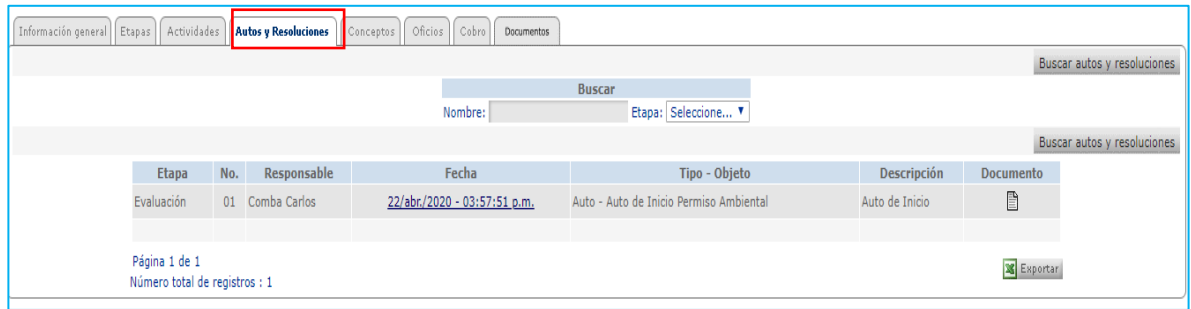 Información general Etapas Actividades Autos y Resoluciones Conceptos Oficios Cobro Documentos
Buscar autos y resoluciones
Buscar
Nombre: Etapa: Seleccione...
Buscar autos y resoluciones
Etapa No. Responsable Fecha Tipo - Objeto Descripción Documento
Evaluación 01 Comba Carlos 22/abr./2020 - 03:57:51 p.m. Auto - Auto de Inicio Permiso Ambiental Auto de Inicio
Página 1 de 1
Número total de registros : 1
Exportar